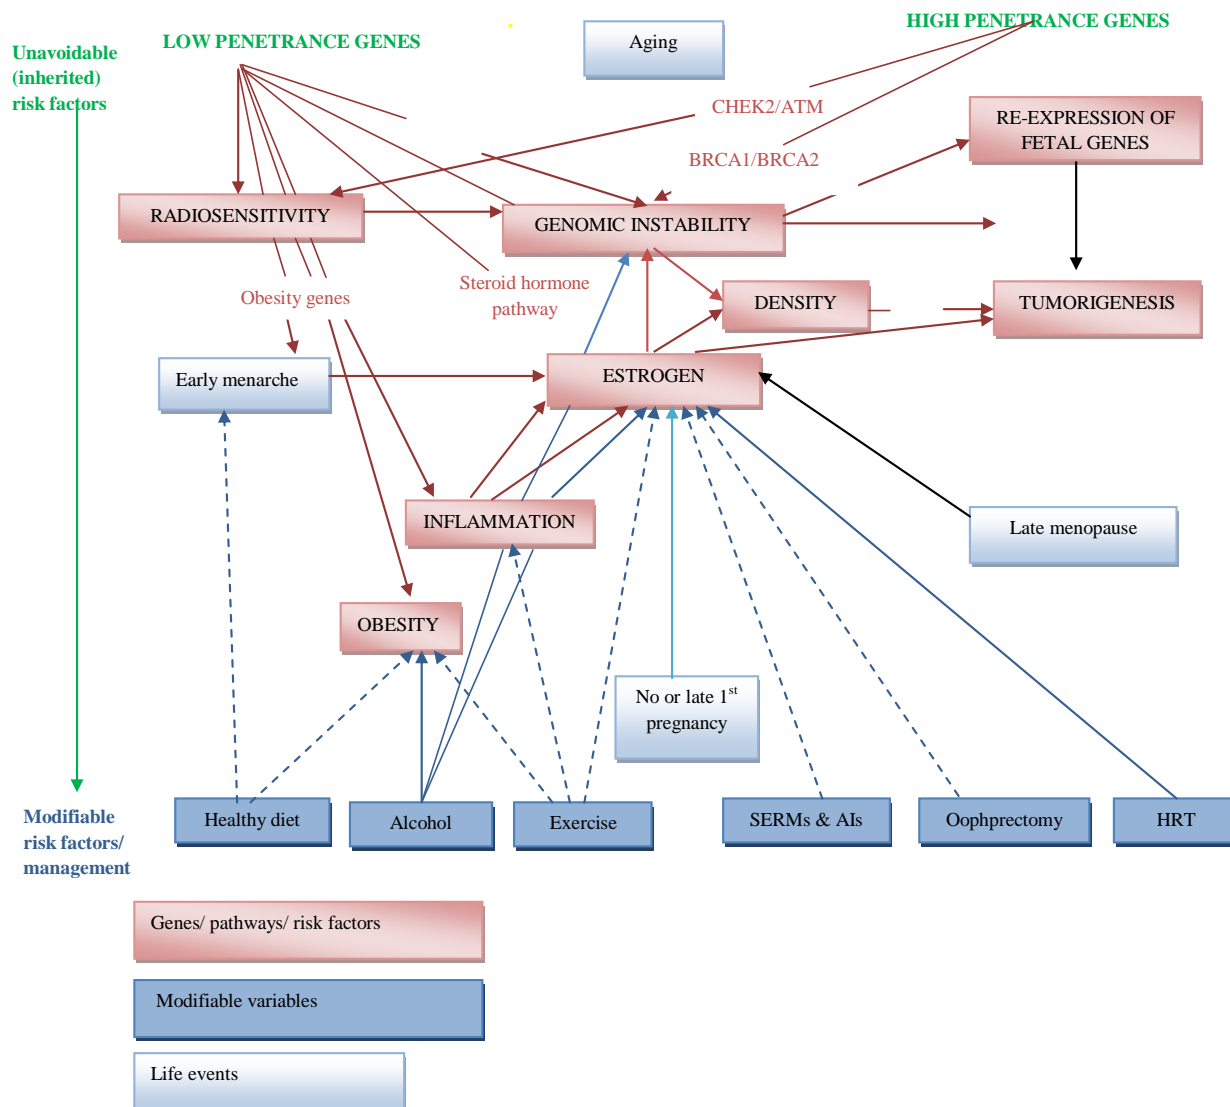 HIGH PENETRANCE GENES
LOW PENETRANCE GENES
Aging
Unavoidable
(inherited)
risk factors
CHEK2/ATM
RE-EXPRESSION OF
FETAL GENES
BRCA1/BRCA2
RADIOSENSITIVITY
GENOMIC INSTABILITY
Steroid hormone
pathway
Obesity genes
DENSITY
TUMORIGENESIS
Early menarche
ESTROGEN
INFLAMMATION
Late menopause
OBESITY
No or late 1st
pregnancy
Modifiable
risk factors/
management
Healthy diet
Alcohol
Exercise
SERMs & AIs
Oophprectomy
HRT
Genes/ pathways/ risk factors
Modifiable variables
Life events